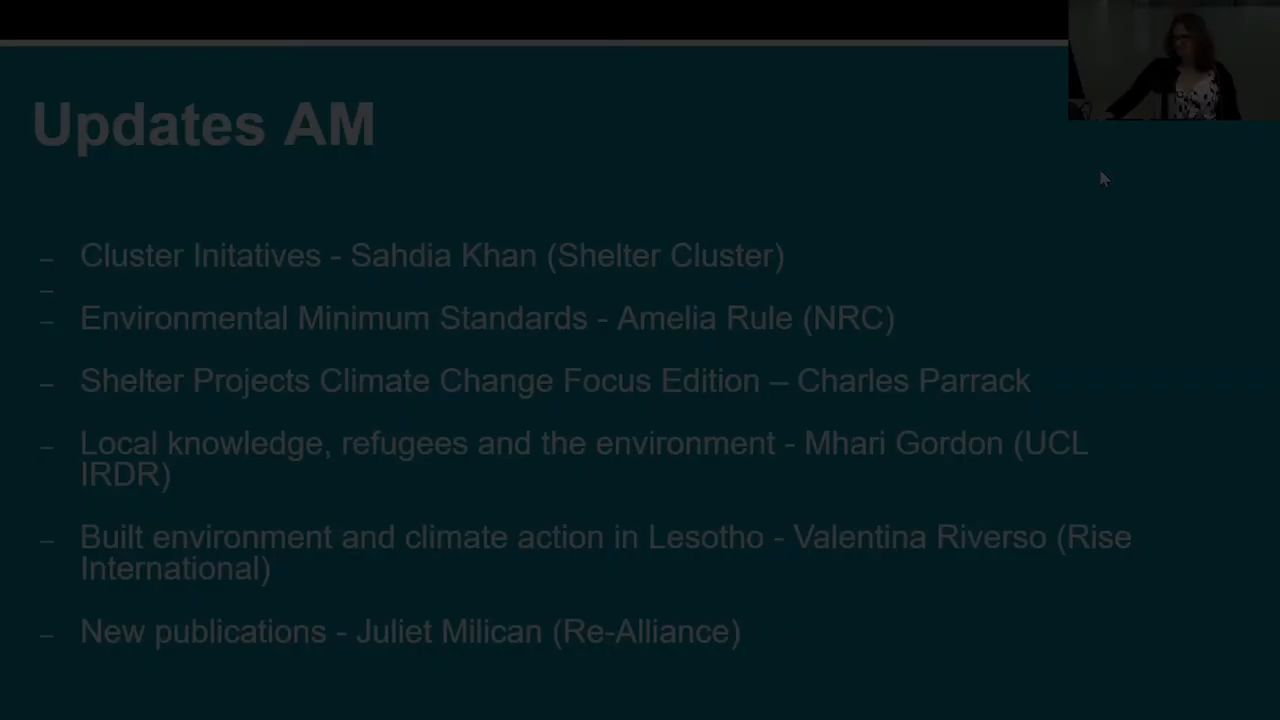 Updates AM
– Cluster Initatives - Sahdia Khan (Shelter Cluster)
–
– Environmental Minimum Standards - Amelia Rule (NRC)
– Shelter Projects Climate Change Focus Edition – Charles Parrack
– Local knowledge, refugees and the environment - Mhari Gordon (UCL
IRDR)
– Built environment and climate action in Lesotho - Valentina Riverso (Rise
International)
– New publications - Juliet Milican (Re-Alliance)